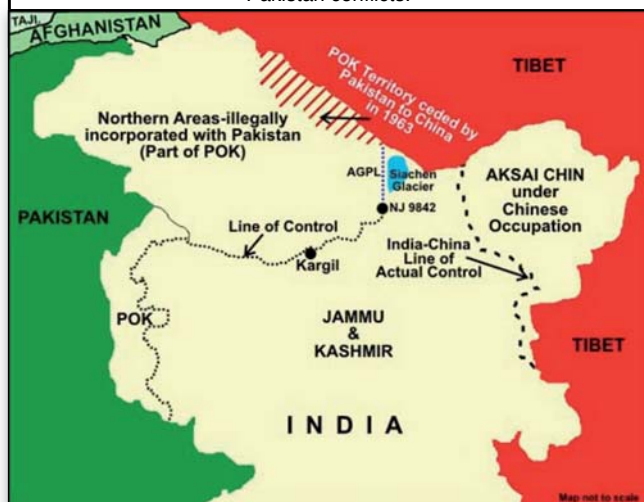 Pakistan conflicts.
TAJI.
AFGHANISTAN
TIBET
POK Territory ceded by
Pakistan to China
in 1963
Northern Areas-illegally
incorporated with Pakistan
(Part of POK)
AGPL
Siachen
Glacier
AKSAI CHIN
under
Chinese
Occupation
PAKISTAN
NJ 9842
Line of Control
India-China
Line of
Actual Control
Kargil
POK
JAMMU
&
KASHMIR
TIBET
INDIA
Map not to scale